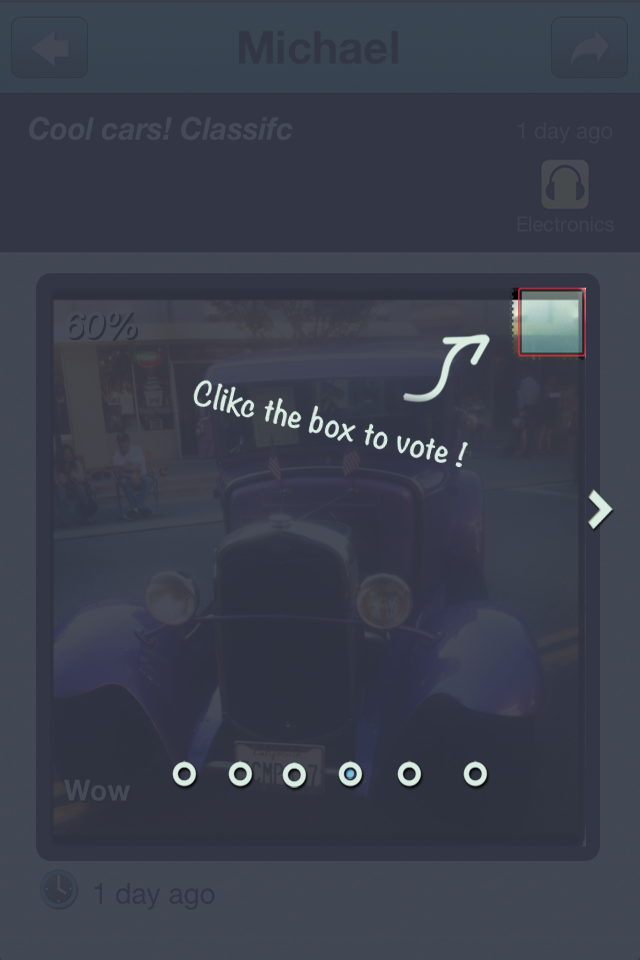 Michael
Cool cars! Classifc
1 day ago
Electronics
60%
Clikc the box to vote !
Wow
1 day ago